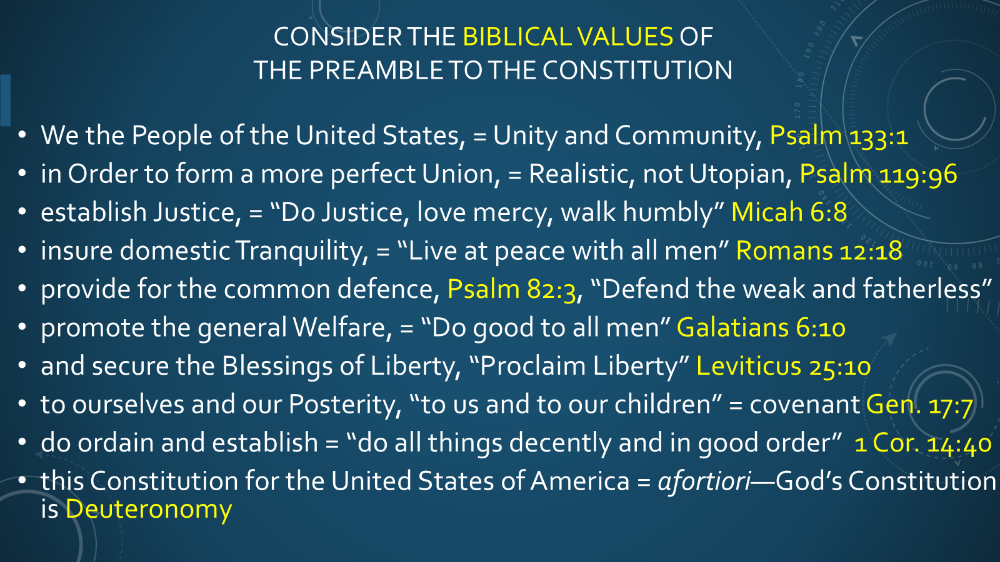 CONSIDER THE BIBLICAL VALUES OF
THE PREAMBLE TO THE CONSTITUTION
• We the People of the United States, = Unity and Community, Psalm 133:1
• in Order to form a more perfect Union, = Realistic, not Utopian, Psalm 119:96
• establish Justice, = “Do Justice, love mercy, walk humbly” Micah 6:8
• insure domestic Tranquility, = “Live at peace with all men” Romans 12:18
• provide for the common defence, Psalm 82:3, “Defend the weak and fatherless”
• promote the general Welfare, = “Do good to all men” Galatians 6:10
• and secure the Blessings of Liberty, “Proclaim Liberty” Leviticus 25:10
• to ourselves and our Posterity, “to us and to our children” = covenant Gen. 17:7
• do ordain and establish = “do all things decently and in good order” 1 Cor. 14:40
• this Constitution for the United States of America = afortiori—God’s Constitution
is Deuteronomy